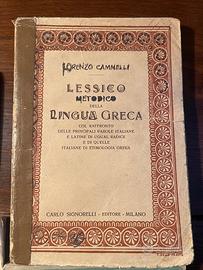 LORENZO CAMMELLI
LESSICO
METODICO
DELLA
LINGUA GRECA
COL RAFFRONTO
DELLE PRINCIPALI PAROLE ITALIANE
E LATINE DI UGUAL RADICE
E DI QUELLE
ITALIANE DI ETIMOLOGIA GRECA
CARLO SIGNORELLI - EDITORE - MILANO